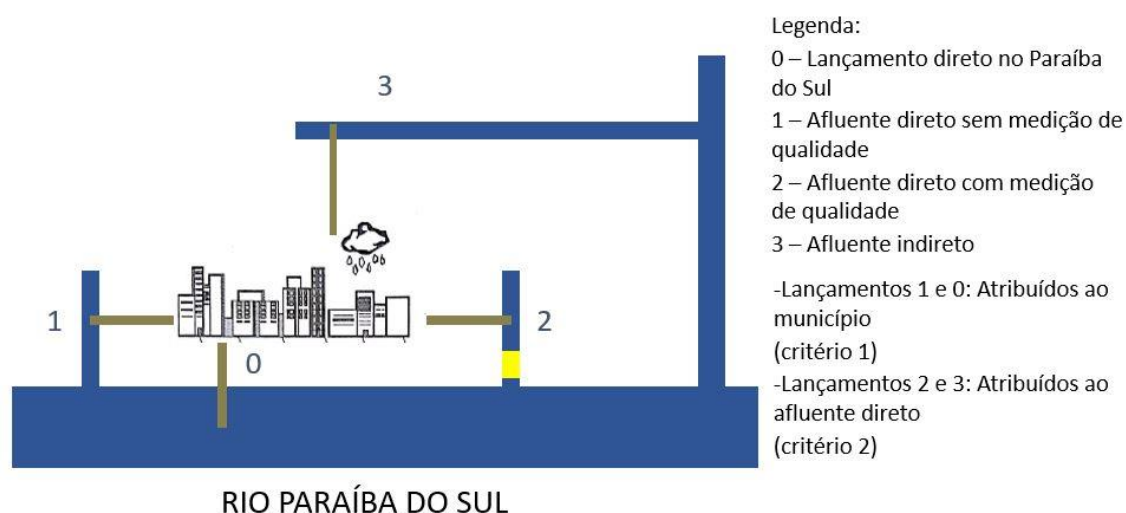 3
1
2
0
RIO PARAÍBA DO SUL
Legenda:
0 – Lançamento direto no Paraíba
do Sul
1 – Afluente direto sem medição de
qualidade
2 – Afluente direto com medição
de qualidade
3 – Afluente indireto
-Lançamentos 1 e 0: Atribuídos ao
município
(critério 1)
-Lançamentos 2 e 3: Atribuídos ao
afluente direto
(critério 2)